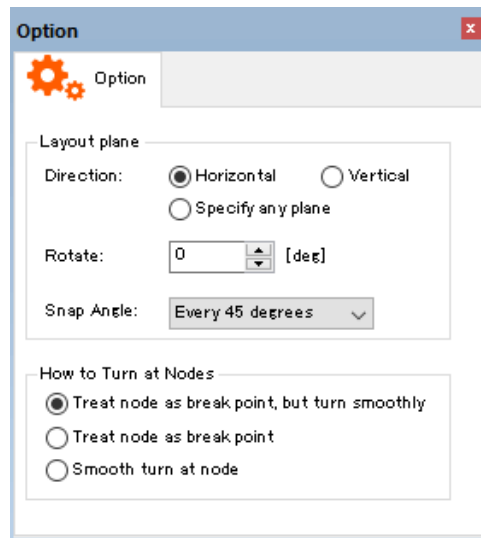 Option
Option
Layout plane
Direction: Horizontal Vertical
Specify any plane
Rotate: 0 [deg]
Snap Angle: Every 45 degrees
How to Turn at Nodes
Treat node as break point, but turn smoothly
Treat node as break point
Smooth turn at node